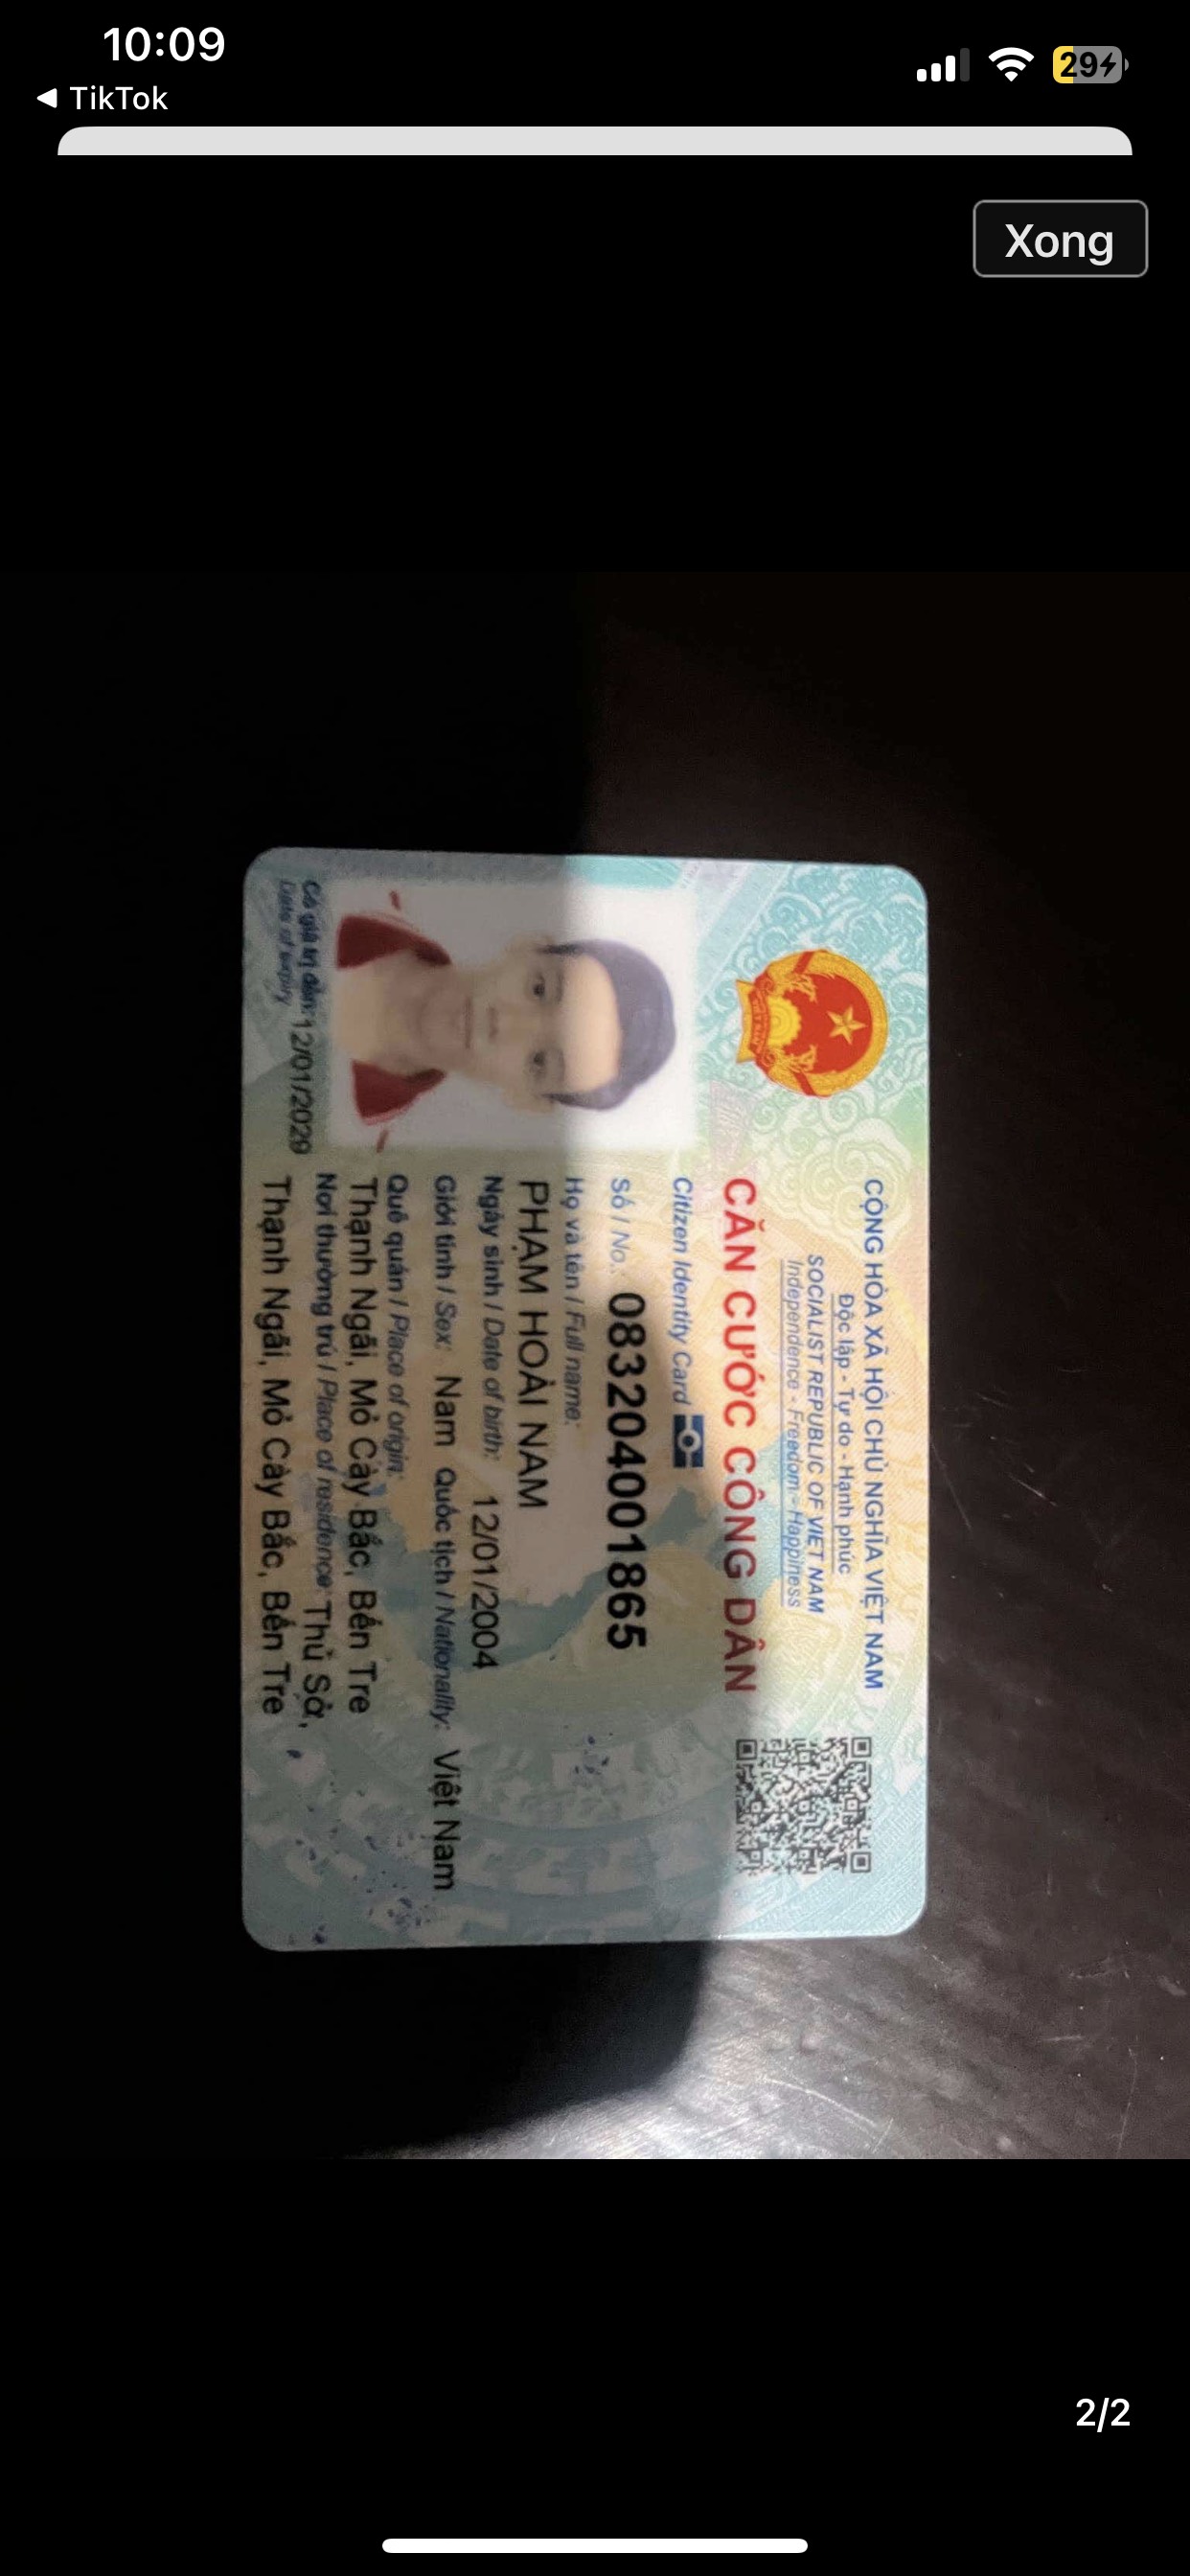 10:09
29
TikTok
Xong
CỘNG HÒA XÃ HỘI CHỦ NGHĨA VIỆT NAM
Độc lập - Tự do - Hạnh phúc
SOCIALIST REPUBLIC OF VIET NAM
Independence - Freedom - Happiness
CĂN CƯỚC CÔNG DÂN
Citizen Identity Card
Số / No.: 083204001865
Họ và tên / Full name:
PHẠM HOÀI NAM
Ngày sinh / Date of birth: 12/01/2004
Giới tính / Sex: Nam Quốc tịch / Nationality: Việt Nam
Quê quán / Place of origin:
Thạnh Ngãi, Mỏ Cày Bắc, Bến Tre
Nơi thường trú / Place of residence: Thủ Sở,
Thạnh Ngãi, Mỏ Cày Bắc, Bến Tre
Có giá trị đến: 12/01/2029
Date of expiry
2/2